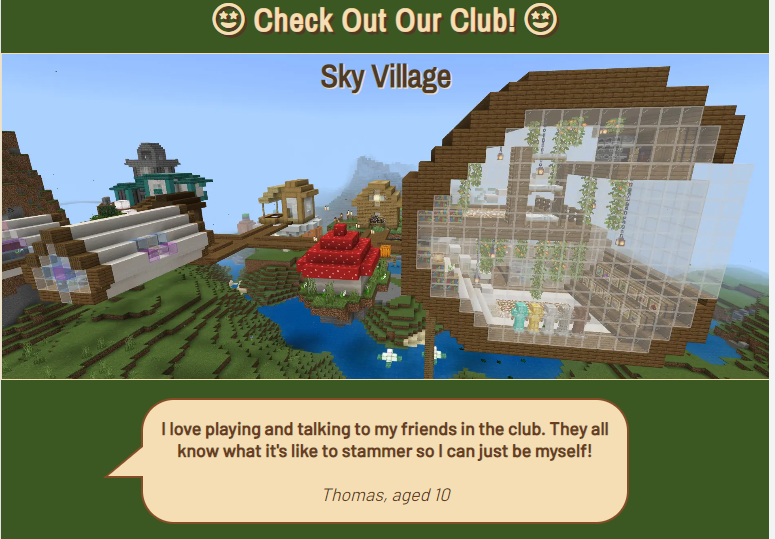 🤩 Check Out Our Club! 🤩
Sky Village
I love playing and talking to my friends in the club. They all
know what it's like to stammer so I can just be myself!
Thomas, aged 10